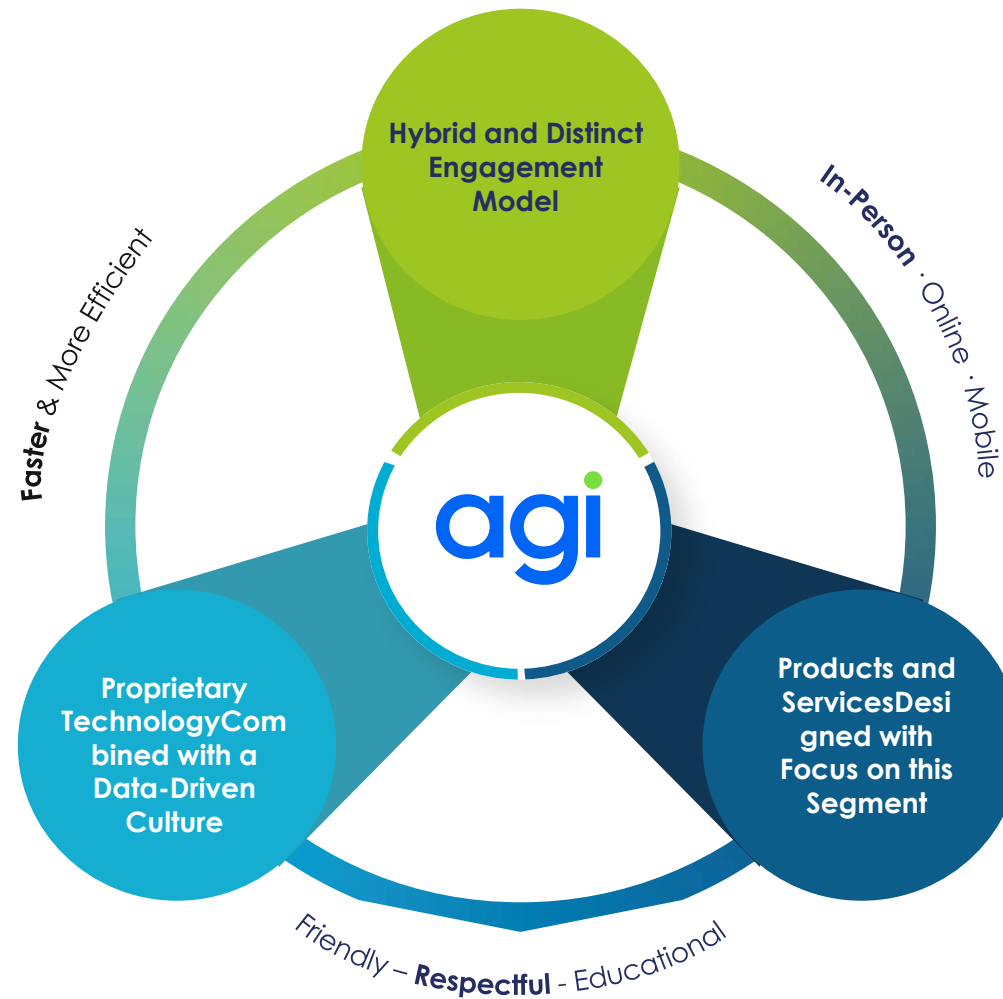 Hybrid and Distinct
Engagement
Model
In-Person · Online · Mobile
Faster & More Efficient
agi
Proprietary
TechnologyCom
bined with a
Data-Driven
Culture
Products and
ServicesDesi
gned with
Focus on this
Segment
Friendly – Respectful - Educational